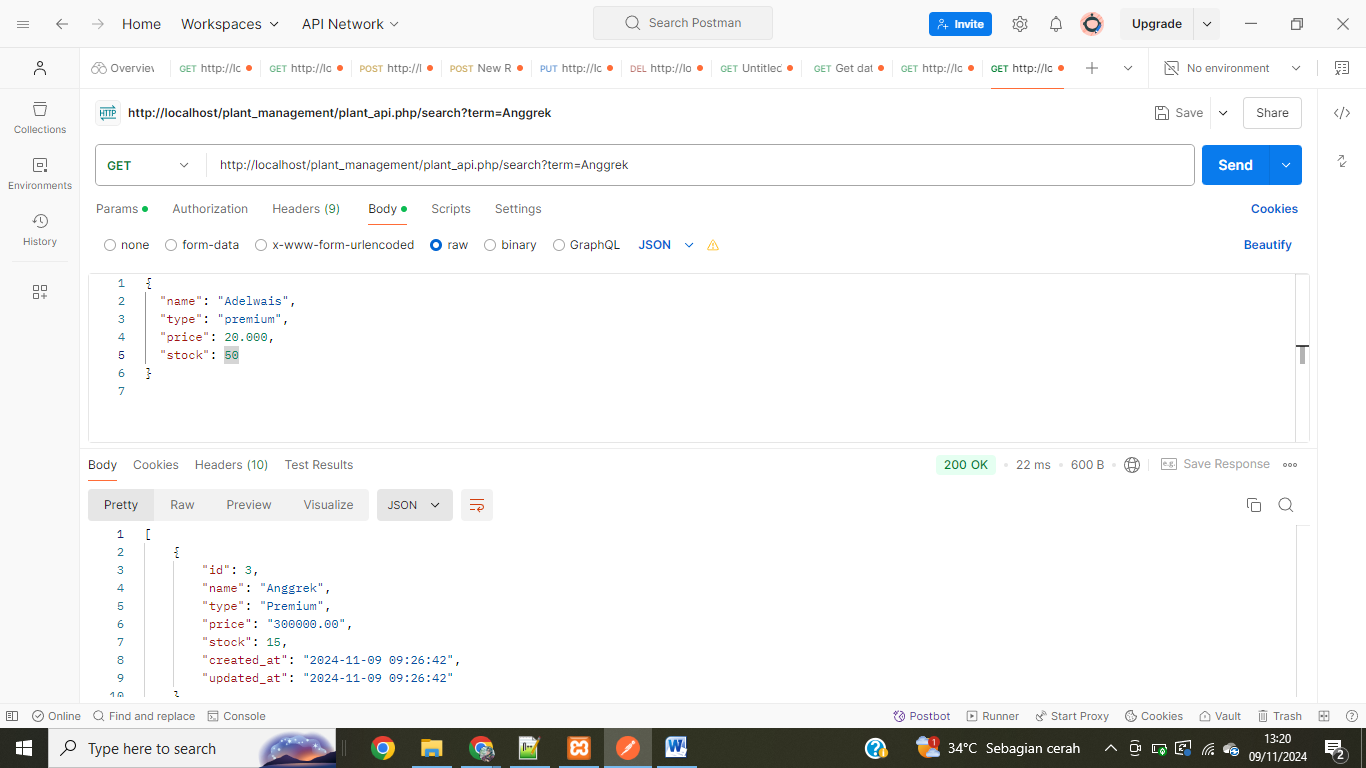 Home Workspaces API Network Search Postman Invite Upgrade
Overview GET http://lo GET http://lo POST http://l POST New R PUT http://lo DEL http://lo GET Untitled GET Get dat GET http://lo GET http://lo No environment
HTTP http://localhost/plant_management/plant_api.php/search?term=Anggrek Save Share
Collections
Environments
History
GET http://localhost/plant_management/plant_api.php/search?term=Anggrek Send
Params Authorization Headers (9) Body Scripts Settings Cookies
none form-data x-www-form-urlencoded raw binary GraphQL JSON Beautify
1 {
2 "name": "Adelwais",
3 "type": "premium",
4 "price": 20.000,
5 "stock": 50
6 }
7
Body Cookies Headers (10) Test Results 200 OK 22 ms 600 B e.g. Save Response
Pretty Raw Preview Visualize JSON
1 [
2 {
3 "id": 3,
4 "name": "Anggrek",
5 "type": "Premium",
6 "price": "300000.00",
7 "stock": 15,
8 "created_at": "2024-11-09 09:26:42",
9 "updated_at": "2024-11-09 09:26:42"
10 }
Online Find and replace Console Postbot Runner Start Proxy Cookies Vault Trash
Type here to search 34°C Sebagian cerah 13:20
09/11/2024 2